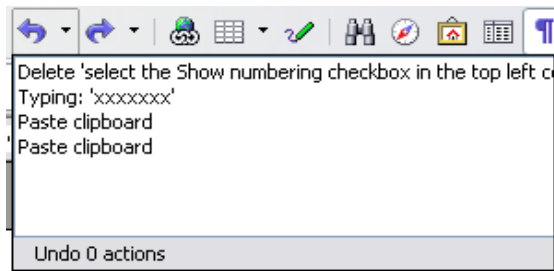 Delete 'select the Show numbering checkbox in the top left
Typing: 'xxxxxxx'
Paste clipboard
Paste clipboard
Undo 0 actions